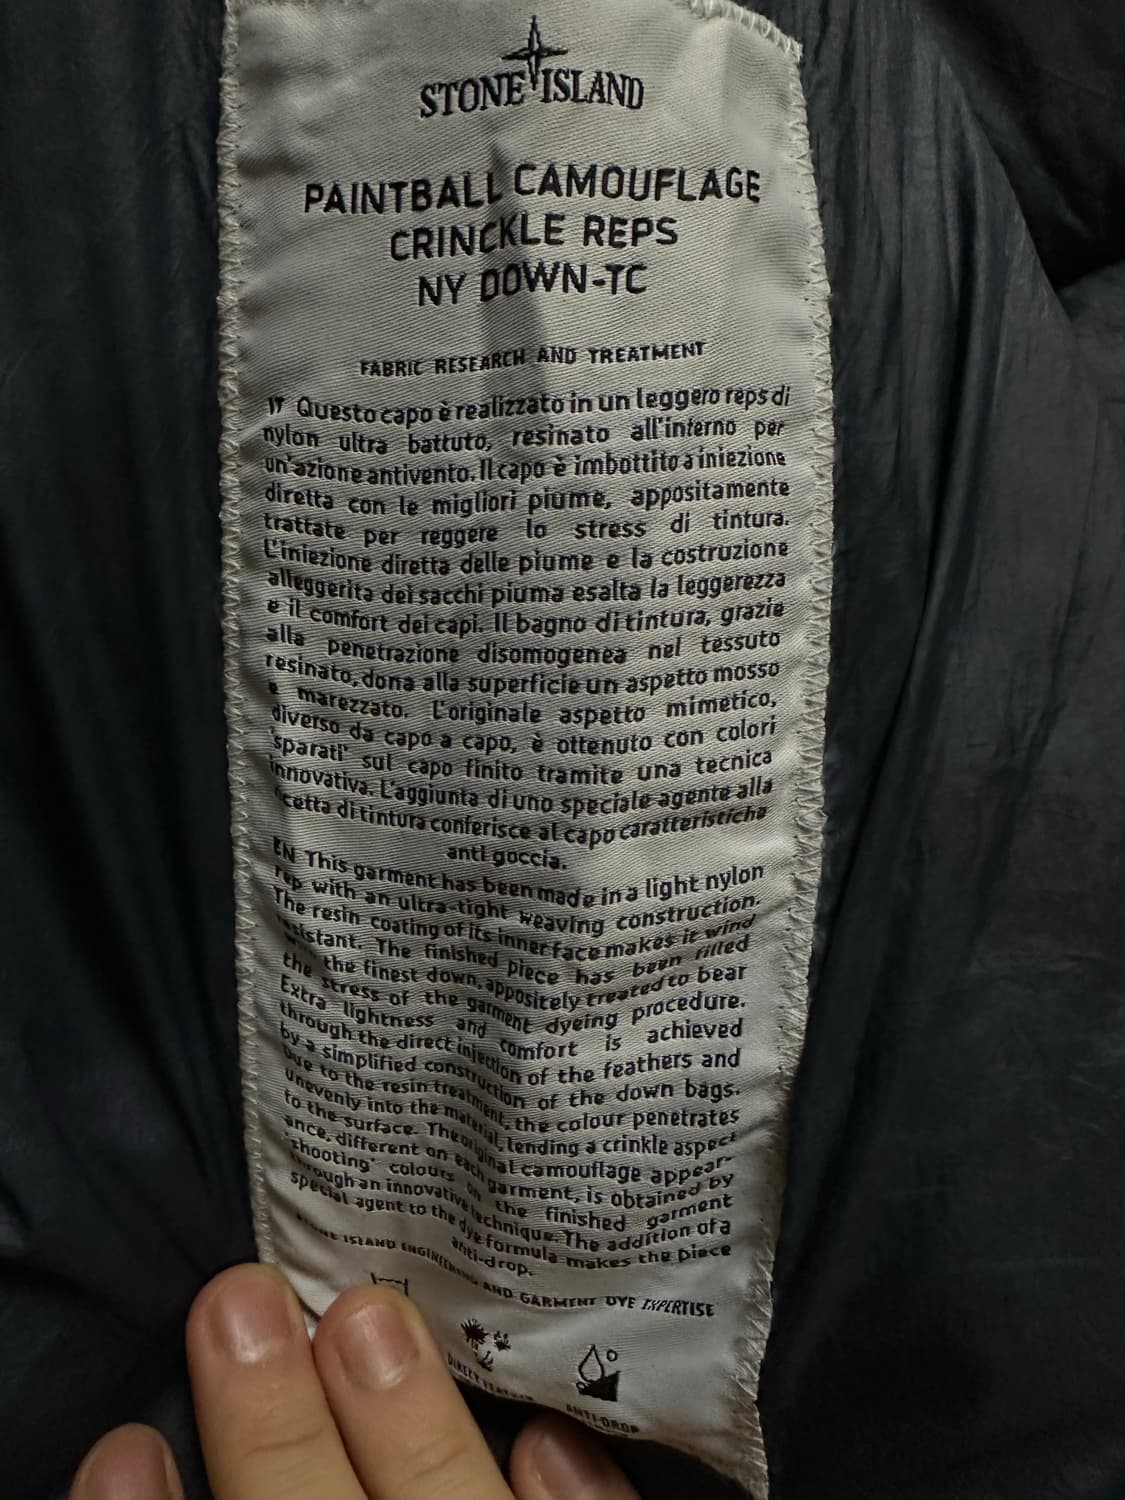 STONE ISLAND
PAINTBALL CAMOUFLAGE
CRINCKLE REPS
NY DOWN-TC
FABRIC RESEARCH AND TREATMENT
IT Questo capo è realizzato in un leggero reps di
nylon ultra battuto, resinato all'interno per
un'azione antivento. Il capo è imbottito a iniezione
diretta con le migliori piume, appositamente
trattate per reggere lo stress di tintura.
L'iniezione diretta delle piume e la costruzione
alleggerita dei sacchi piuma esalta la leggerezza
e il comfort dei capi. Il bagno di tintura, grazie
alla penetrazione disomogenea nel tessuto
resinato, dona alla superficie un aspetto mosso
e marezzato. L'originale aspetto mimetico,
diverso da capo a capo, è ottenuto con colori
'sparati' sul capo finito tramite una tecnica
innovativa. L'aggiunta di uno speciale agente alla
ricetta di tintura conferisce al capo caratteristiche
anti goccia.
EN This garment has been made in a light nylon
rep with an ultra-tight weaving construction.
The resin coating of its inner face makes it wind
resistant. The finished piece has been filled
with the finest down, appositely treated to bear
the stress of the garment dyeing procedure.
Extra lightness and comfort is achieved
through the direct injection of the feathers and
by a simplified construction of the down bags.
Due to the resin treatment, the colour penetrates
unevenly into the material, lending a crinkle aspect
to the surface. The original camouflage appear-
ance, different on each garment, is obtained by
'shooting' colours on the finished garment
through an innovative technique. The addition of a
special agent to the dye formula makes the piece
anti-drop.
STONE ISLAND ENGINEERING AND GARMENT DYE EXPERTISE
DIRECT FEATHER
ANTI-DROP